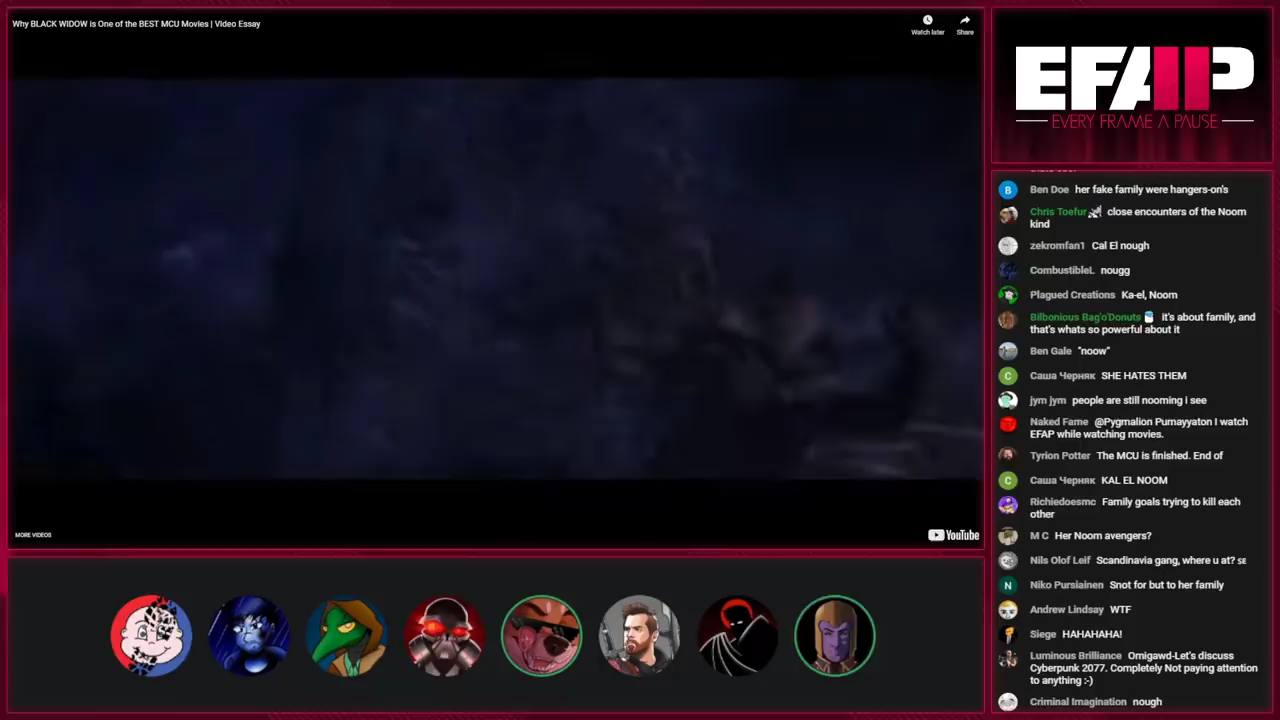 Why BLACK WIDOW is One of the BEST MCU Movies | Video Essay
Watch later
Share
MORE VIDEOS
YouTube
EFAP
EVERY FRAME A PAUSE
B
Ben Doe her fake family were hangers-on's
Chris Toefur close encounters of the Noom
kind
zekromfan1 Cal El nough
CombustibleL nougg
Plagued Creations Ka-el, Noom
Bilbonious Bag'o'Donuts it's about family, and
that's whats so powerful about it
Ben Gale "noow"
C
Саша Черняк SHE HATES THEM
jym jym people are still nooming i see
Naked Fame @Pygmalion Pumayyaton I watch
EFAP while watching movies.
Tyrion Potter The MCU is finished. End of
C
Саша Черняк KAL EL NOOM
Richiedoesmc Family goals trying to kill each
other
M C Her Noom avengers?
Nils Olof Leif Scandinavia gang, where u at? SE
N
Niko Pursiainen Snot for but to her family
Andrew Lindsay WTF
Siege HAHAHAHA!
Luminous Brilliance Omigawd-Let's discuss
Cyberpunk 2077. Completely Not paying attention
to anything :-)
Criminal Imagination nough